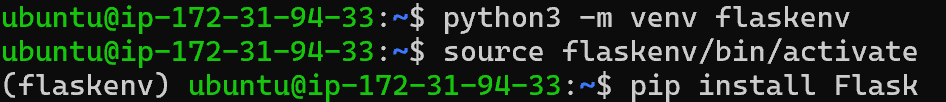 ubuntu@ip-172-31-94-33:~$ python3 -m venv flaskenv
ubuntu@ip-172-31-94-33:~$ source flaskenv/bin/activate
(flaskenv) ubuntu@ip-172-31-94-33:~$ pip install Flask